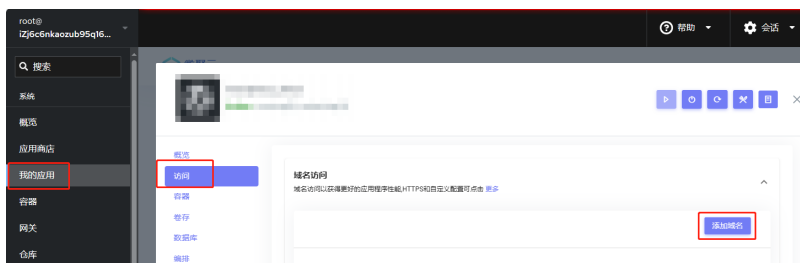 root@
iZj6c6nkaozub95q16...
帮助
会话
搜索
系统
概览
应用商店
我的应用
容器
网关
仓库
概览
访问
容器
卷存
数据库
编排
域名访问
域名访问以获得更好的应用程序性能,HTTPS和自定义配置可点击 更多
添加域名